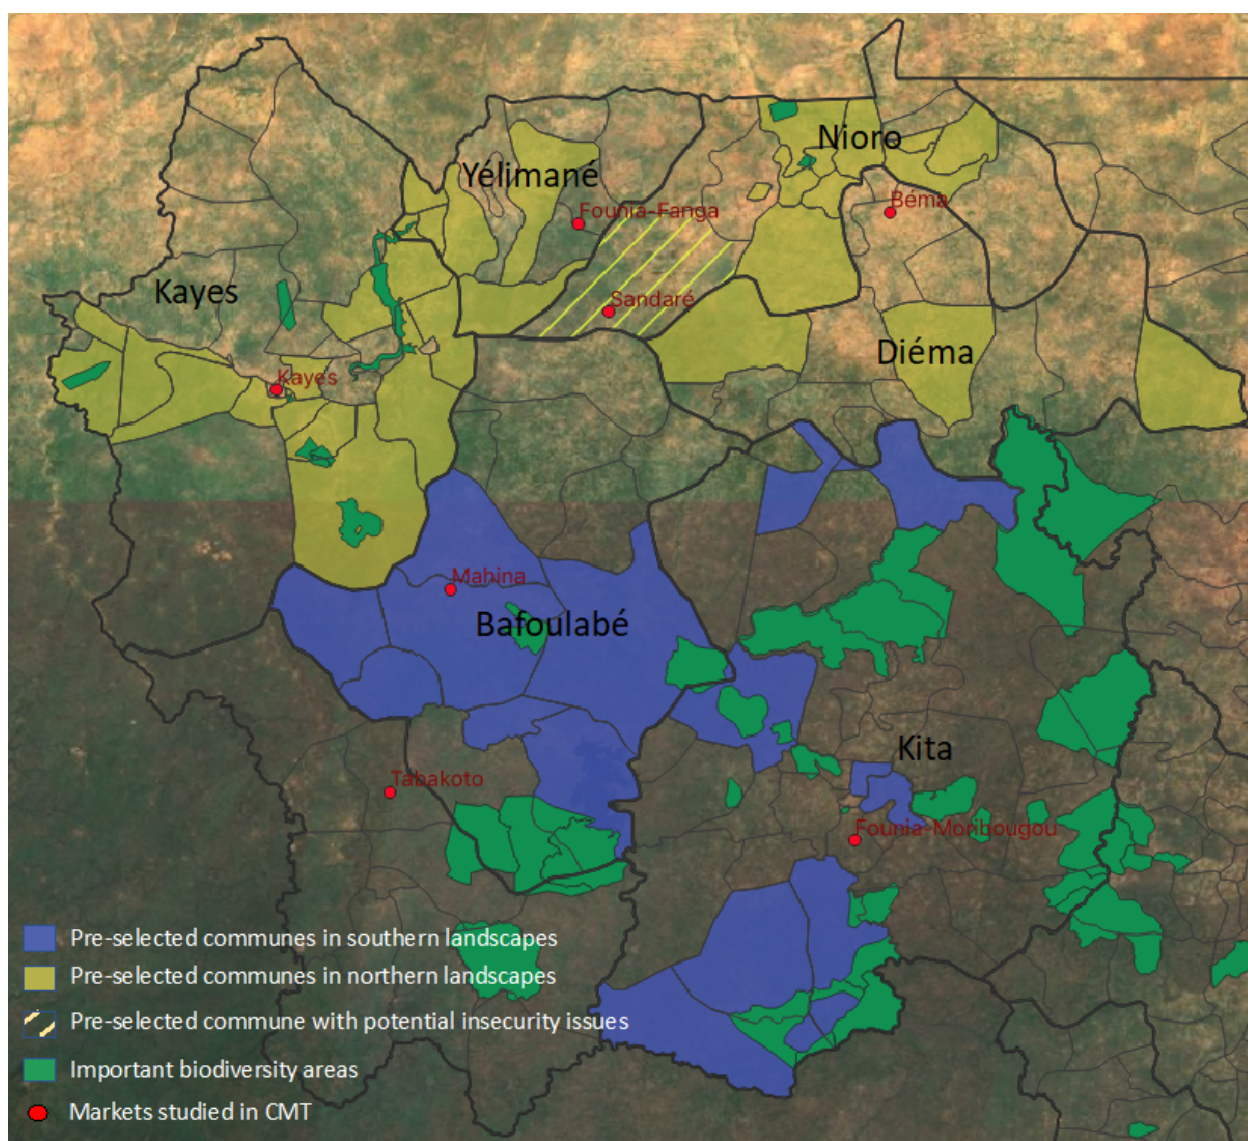 Nioro
Yélimané
Founia-Fanga
Béma
Kayes
Sandaré
Diéma
Kayes
Mahina
Bafoulabé
Kita
Tabakoto
Founia-Moribougou
Pre-selected communes in southern landscapes
Pre-selected communes in northern landscapes
Pre-selected commune with potential insecurity issues
Important biodiversity areas
Markets studied in CMT